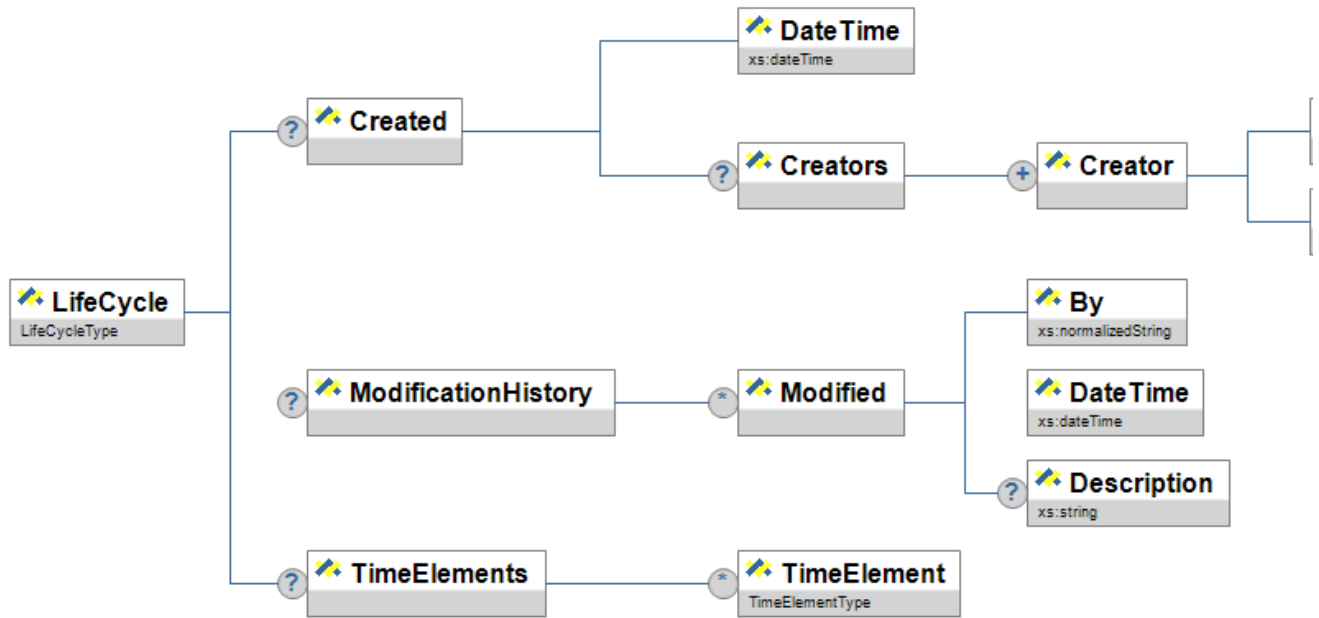 DateTime
xs:dateTime
? Created
? Creators
+ Creator
LifeCycle
LifeCycleType
By
xs:normalizedString
? ModificationHistory
* Modified
DateTime
xs:dateTime
? Description
xs:string
? TimeElements
* TimeElement
TimeElementType